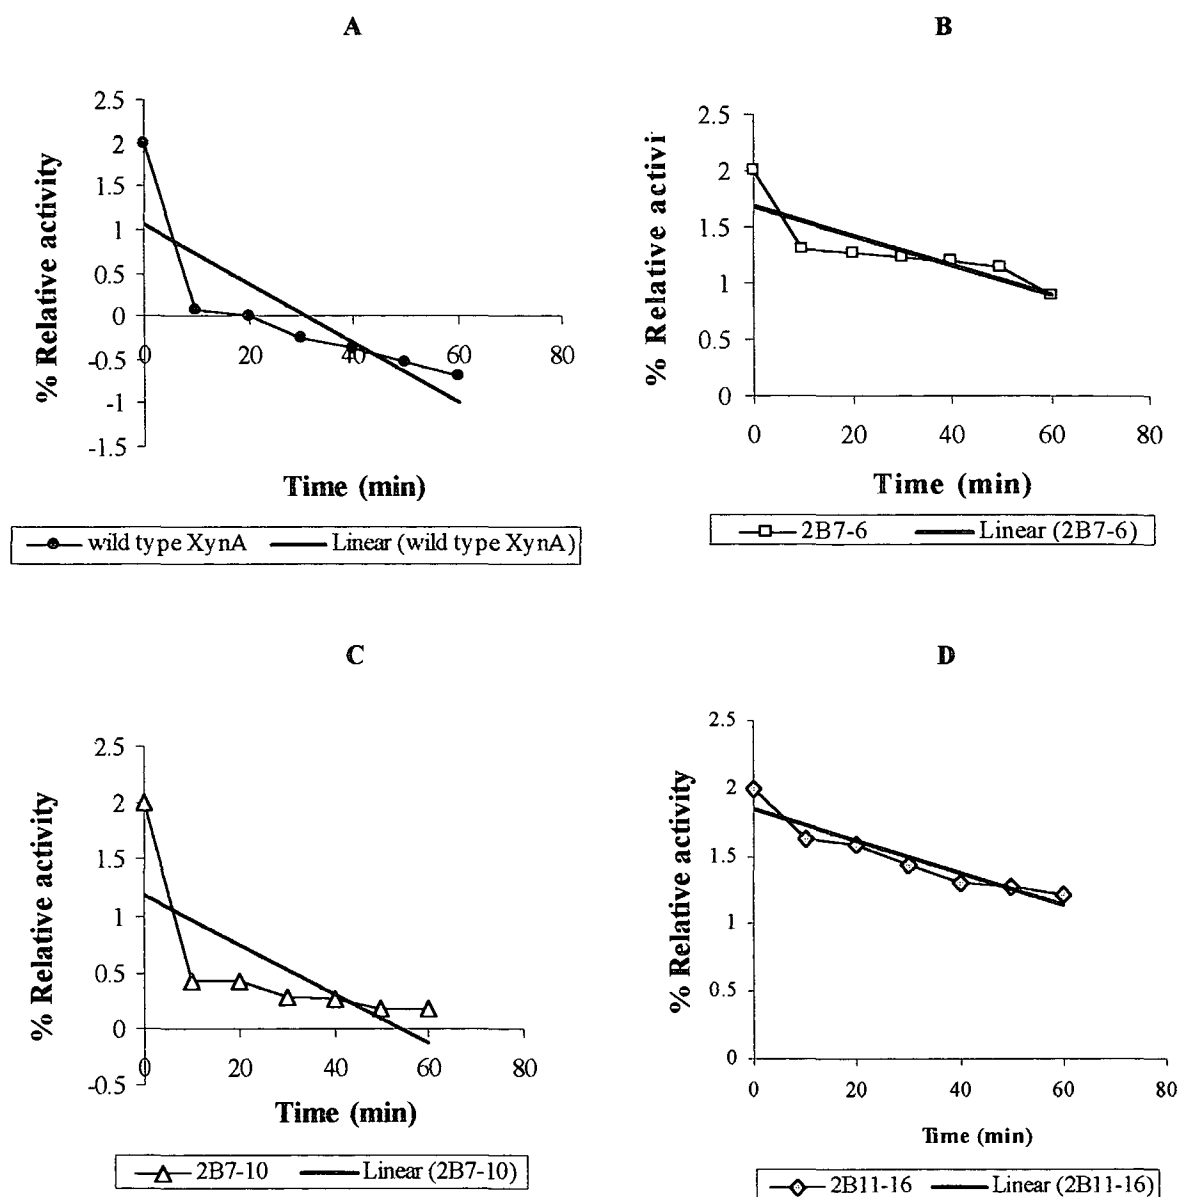 A
2.5
2
1.5
1
0.5
0
-0.5
-1
-1.5
0 20 40 60 80
% Relative activity
Time (min)
wild type XynA Linear (wild type XynA)
B
2.5
2
1.5
1
0.5
0
0 20 40 60 80
% Relative activi
Time (min)
2B7-6 Linear (2B7-6)
C
2.5
2
1.5
1
0.5
0
-0.5
0 20 40 60 80
% Relative activity
Time (min)
2B7-10 Linear (2B7-10)
D
2.5
2
1.5
1
0.5
0
0 20 40 60 80
% Relative activity
Time (min)
2B11-16 Linear (2B11-16)